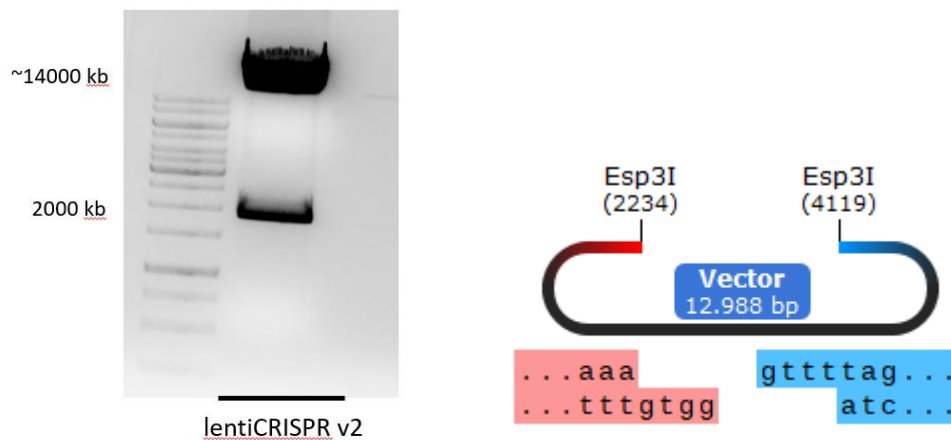 ~14000 kb
2000 kb
lentiCRISPR v2
Esp3I
(2234)
Esp3I
(4119)
Vector
12.988 bp
...aaa
...tttgtgg
gttttag...
atc...